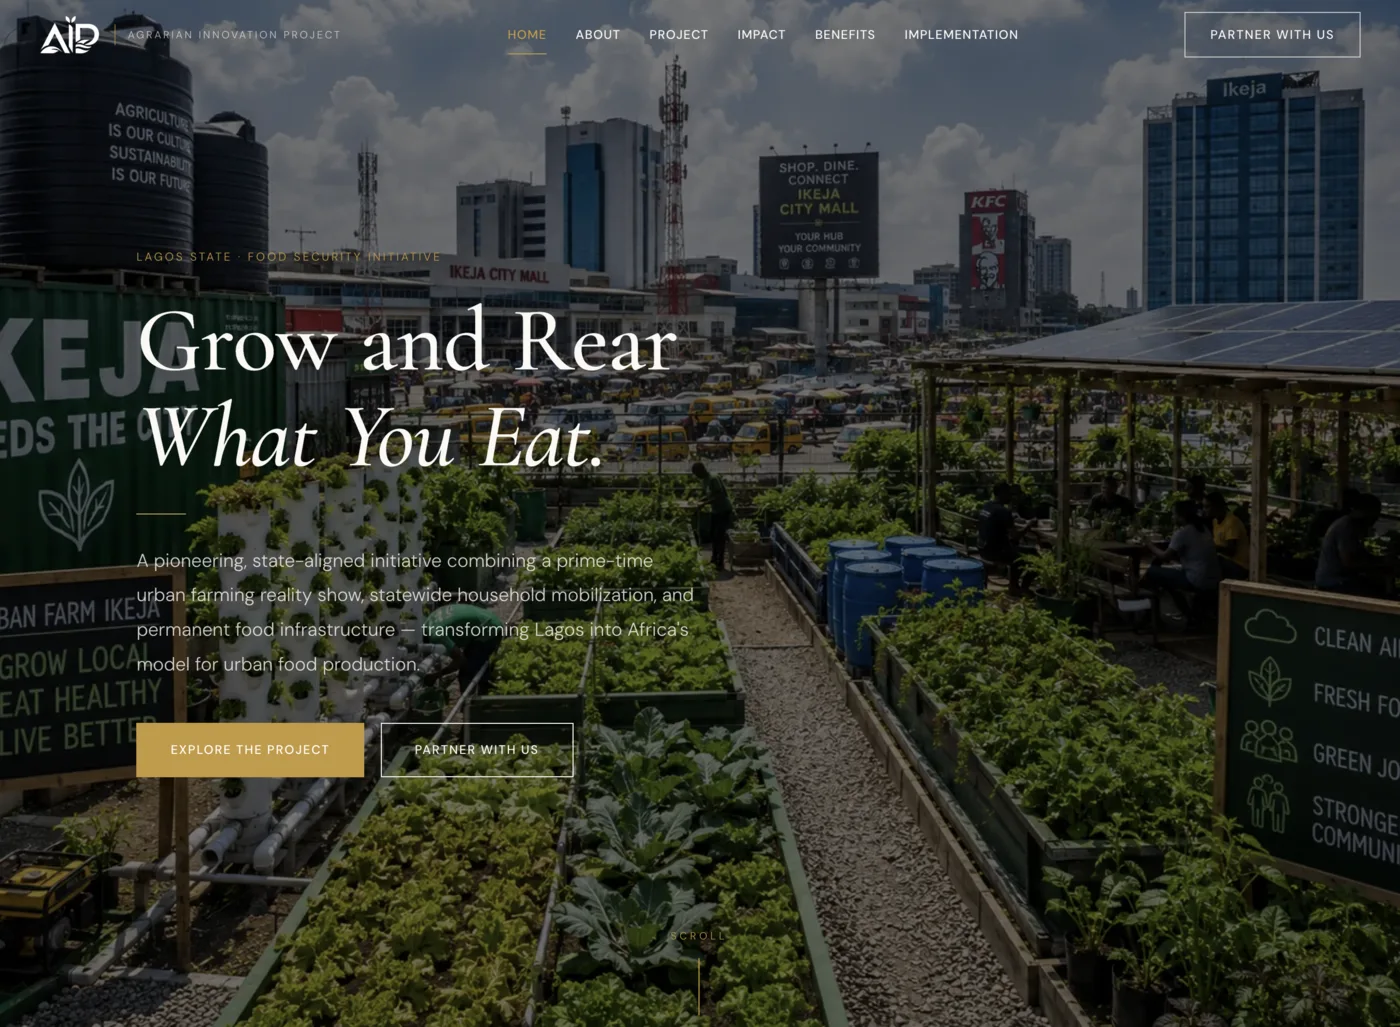 AIP
AGRARIAN INNOVATION PROJECT
HOME
ABOUT
PROJECT
IMPACT
BENEFITS
IMPLEMENTATION
PARTNER WITH US
AGRICULTURE
IS OUR CULTURE
SUSTAINABILITY
IS OUR FUTURE
Ikeja
SHOP. DINE.
CONNECT
IKEJA
CITY MALL
YOUR HUB
YOUR COMMUNITY
KFC
LAGOS STATE · FOOD SECURITY INITIATIVE
IKEJA CITY MALL
KEJA
EDS THE
Grow and Rear
What You Eat.
A pioneering, state-aligned initiative combining a prime-time
urban farming reality show, statewide household mobilization, and
permanent food infrastructure — transforming Lagos into Africa's
model for urban food production.
BAN FARM IKEJA
GROW LOCAL
EAT HEALTHY
LIVE BETTE
EXPLORE THE PROJECT
PARTNER WITH US
CLEAN AI
FRESH FO
GREEN JO
STRONGE
COMMUN
SCROLL